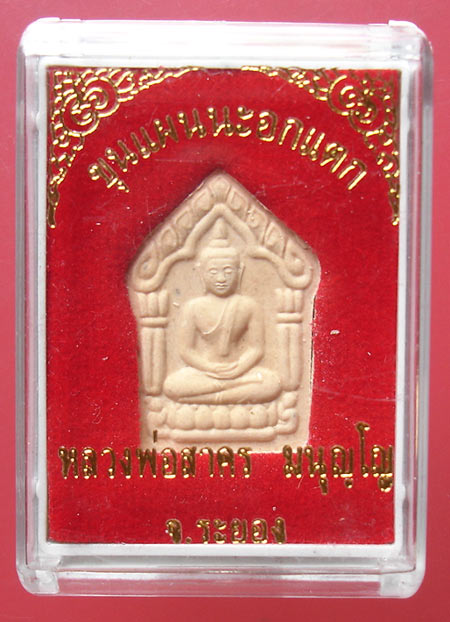 ขุนแผนนะอกแตก
หลวงพ่อสาคร มนุญฺโญ
จ.ระยอง